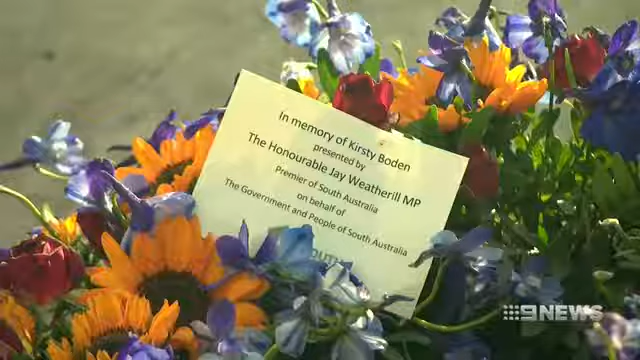 In memory of Kirsty Boden
presented by
The Honourable Jay Weatherill MP
Premier of South Australia
on behalf of
The Government and People of South Australia
9NEWS